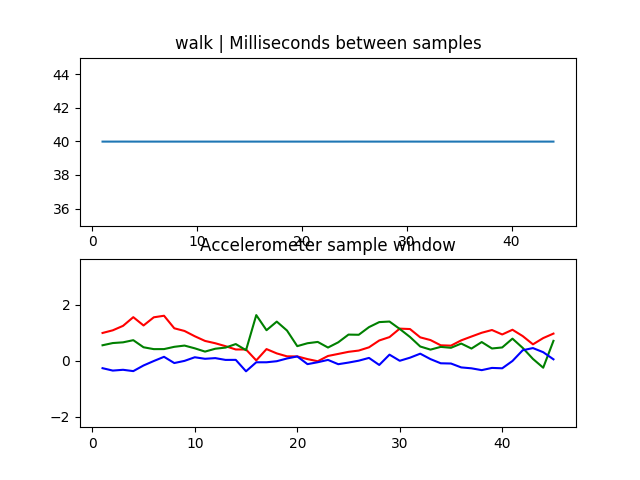 walk | Milliseconds between samples
44
42
40
38
36
0 10 20 30 40
Accelerometer sample window
2
0
−2
0 10 20 30 40